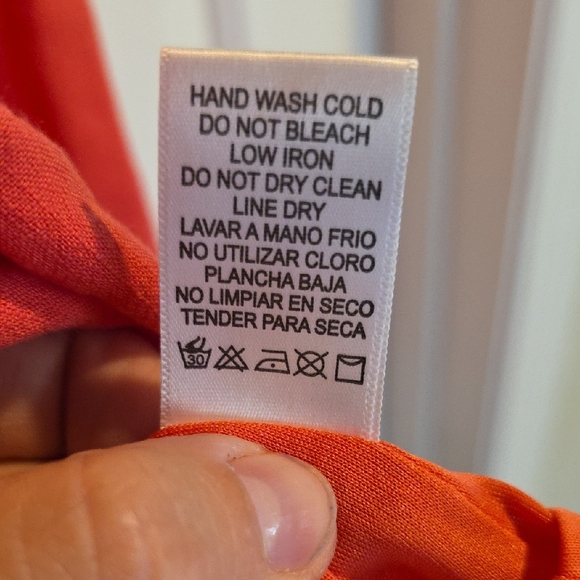 HAND WASH COLD
DO NOT BLEACH
LOW IRON
DO NOT DRY CLEAN
LINE DRY
LAVAR A MANO FRIO
NO UTILIZAR CLORO
PLANCHA BAJA
NO LIMPIAR EN SECO
TENDER PARA SECA
30